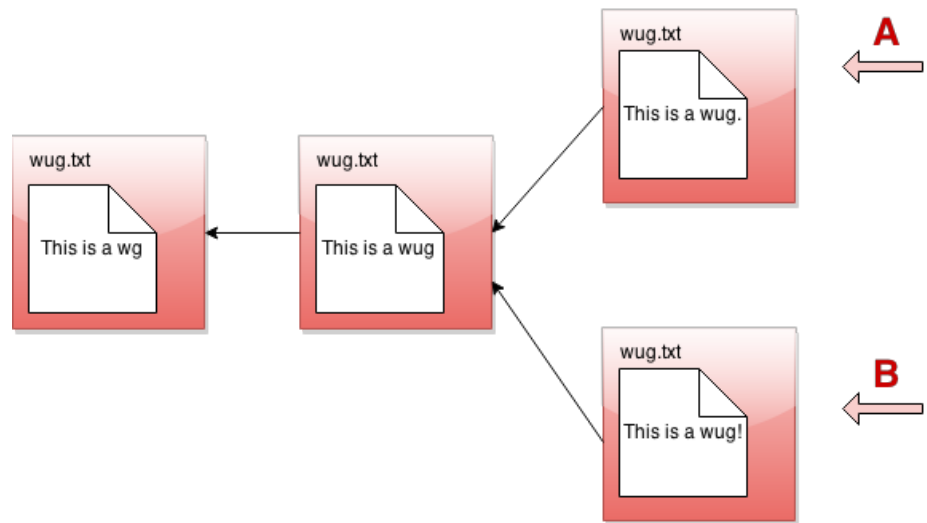 wug.txt
This is a wg
wug.txt
This is a wug
wug.txt
This is a wug.
A
wug.txt
This is a wug!
B